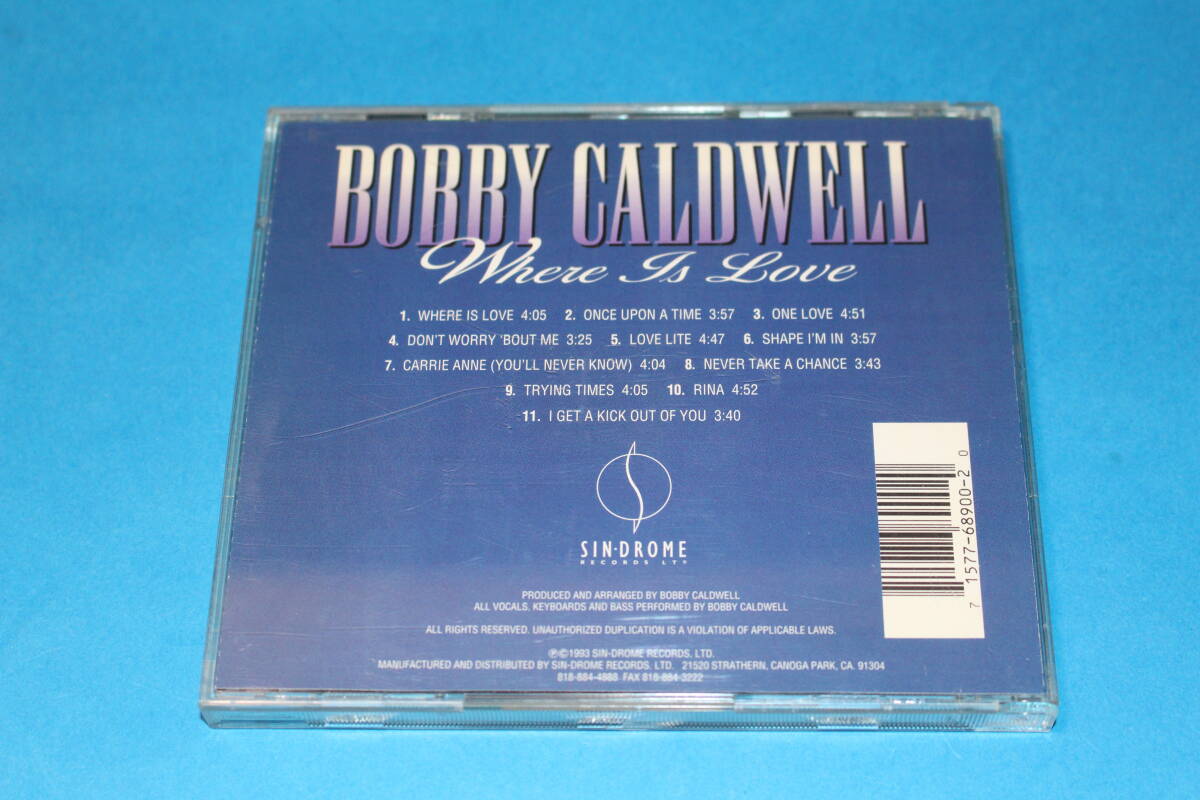 BOBBY CALDWELL
Where Is Love
1. WHERE IS LOVE 4:05 2. ONCE UPON A TIME 3:57 3. ONE LOVE 4:51
4. DON'T WORRY 'BOUT ME 3:25 5. LOVE LITE 4:47 6. SHAPE I'M IN 3:57
7. CARRIE ANNE (YOU'LL NEVER KNOW) 4:04 8. NEVER TAKE A CHANCE 3:43
9. TRYING TIMES 4:05 10. RINA 4:52
11. I GET A KICK OUT OF YOU 3:40
SIN·DROME
RECORDS LTD
PRODUCED AND ARRANGED BY BOBBY CALDWELL
ALL VOCALS, KEYBOARDS AND BASS PERFORMED BY BOBBY CALDWELL
ALL RIGHTS RESERVED. UNAUTHORIZED DUPLICATION IS A VIOLATION OF APPLICABLE LAWS.
℗©1993 SIN-DROME RECORDS, LTD.
MANUFACTURED AND DISTRIBUTED BY SIN-DROME RECORDS, LTD. 21520 STRATHERN, CANOGA PARK, CA. 91304
818-884-4888 FAX 818-884-3222
7 1577-68900-2 0